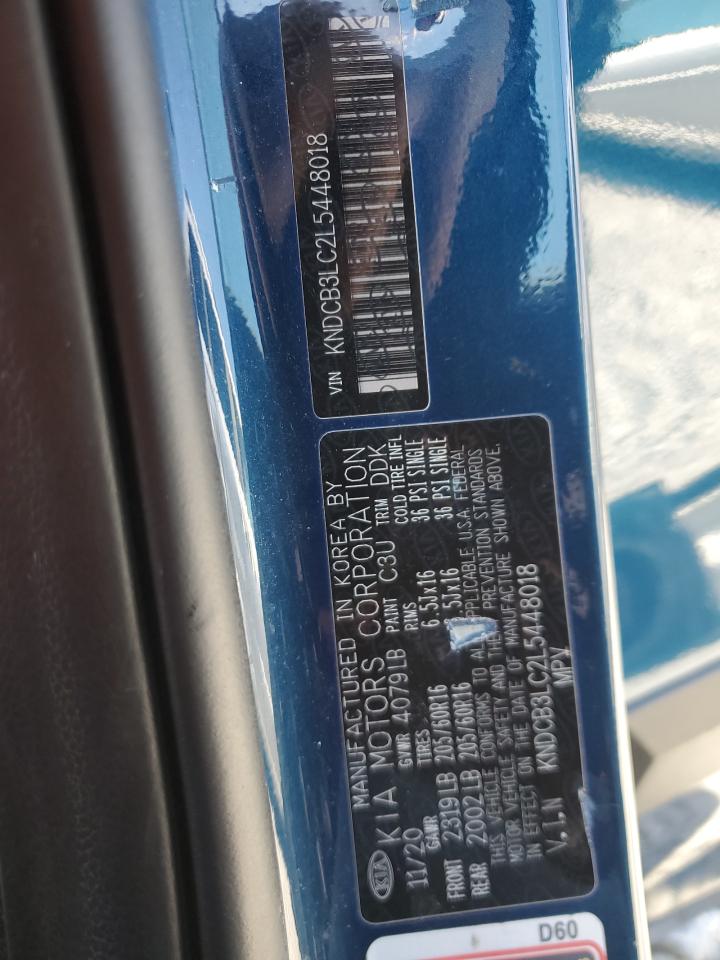 VIN KNDCB3LC2L5448018
MANUFACTURED IN KOREA BY
KIA KIA MOTORS CORPORATION
11/20 GVWR 4079LB PAINT C3U TRIM DDK
GAWR TIRES RIMS COLD TIRE INFL
FRONT 2319LB 205/60R16 6.5Jx16 36 PSI SINGLE
REAR 2002LB 205/60R16 .5Jx16 36 PSI SINGLE
THIS VEHICLE CONFORMS TO APPLICABLE U.S.A. FEDERAL
MOTOR VEHICLE SAFETY AND PREVENTION STANDARDS
IN EFFECT ON THE DATE OF MANUFACTURE SHOWN ABOVE.
V.I.N KNDCB3LC2L5448018
MPV
D60